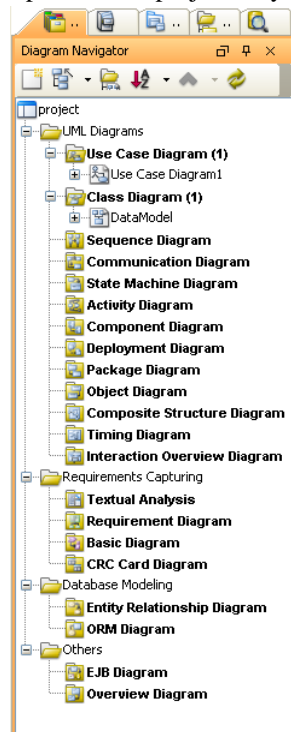 Diagram Navigator
project
UML Diagrams
Use Case Diagram (1)
Use Case Diagram1
Class Diagram (1)
DataModel
Sequence Diagram
Communication Diagram
State Machine Diagram
Activity Diagram
Component Diagram
Deployment Diagram
Package Diagram
Object Diagram
Composite Structure Diagram
Timing Diagram
Interaction Overview Diagram
Requirements Capturing
Textual Analysis
Requirement Diagram
Basic Diagram
CRC Card Diagram
Database Modeling
Entity Relationship Diagram
ORM Diagram
Others
EJB Diagram
Overview Diagram